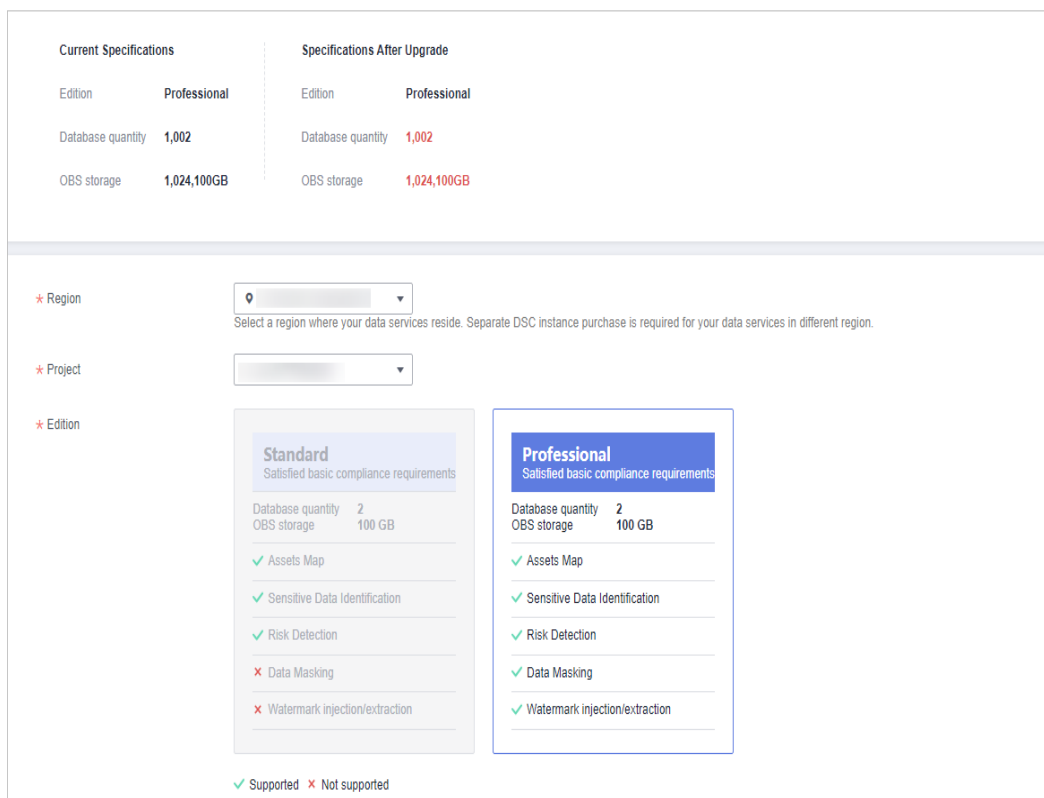 Current Specifications
Specifications After Upgrade
Edition Professional
Edition Professional
Database quantity 1,002
Database quantity 1,002
OBS storage 1,024,100GB
OBS storage 1,024,100GB
* Region
Select a region where your data services reside. Separate DSC instance purchase is required for your data services in different region.
* Project
* Edition
Standard
Satisfied basic compliance requirements
Database quantity 2
OBS storage 100 GB
Assets Map
Sensitive Data Identification
Risk Detection
Data Masking
Watermark injection/extraction
Professional
Satisfied basic compliance requirements
Database quantity 2
OBS storage 100 GB
Assets Map
Sensitive Data Identification
Risk Detection
Data Masking
Watermark injection/extraction
Supported Not supported